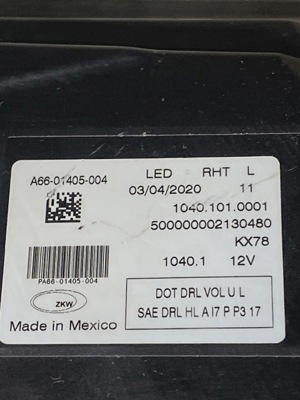 A66-01405-004
LED RHT L
03/04/2020 11
1040.101.0001
500000002130480
KX78
1040.1 12V
PA66-01405-004
ZKW
Made in Mexico
DOT DRL VOL U L
SAE DRL HL A I7 P P3 17